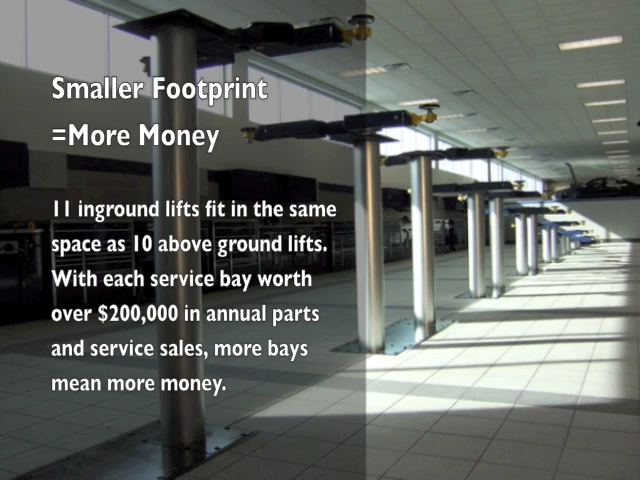 Smaller Footprint
=More Money
11 inground lifts fit in the same
space as 10 above ground lifts.
With each service bay worth
over $200,000 in annual parts
and service sales, more bays
mean more money.